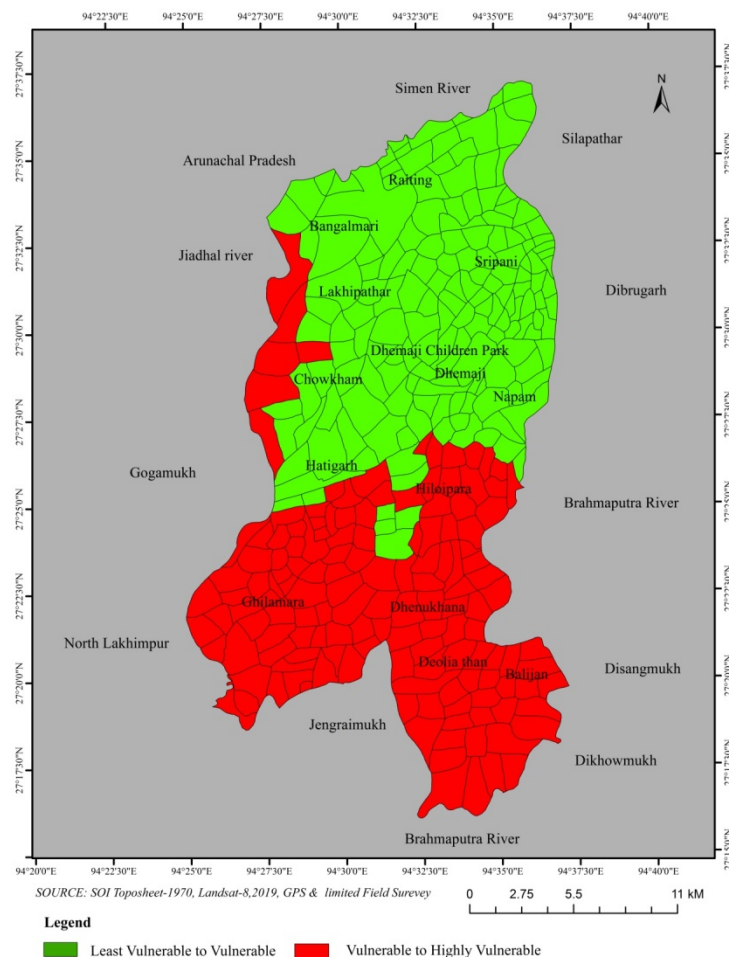 94°22'30"E 94°27'30"E 94°30'0"E 94°32'30"E 94°35'0"E 94°37'30"E 94°40'0"E
27°37'30"N
27°35'0"N
27°32'30"N
27°30'0"N
27°27'30"N
27°25'0"N
27°22'30"N
27°20'0"N
27°17'30"N
N
Simen River
Silapathar
Arunachal Pradesh
Raiting
Bangalmari
Jiadhal river
Sripani
Lakhipathar
Dibrugarh
Dhemaji Children Park
Dhemaji
Chowkham
Napam
Hatigarh
Gogamukh
Hiloipara
Brahmaputra River
Ghilamara
Dhenukhana
North Lakhimpur
Deolia than
Balijan
Disangmukh
Jengraimukh
Dikhowmukh
Brahmaputra River
94°20'0"E 94°22'30"E 94°27'30"E 94°30'0"E 94°32'30"E 94°35'0"E 94°37'30"E 94°40'0"E
SOURCE: SOI Toposheet-1970, Landsat-8,2019, GPS & limited Field Surevey
0 2.75 5.5 11 kM
Legend
Least Vulnerable to Vulnerable Vulnerable to Highly Vulnerable